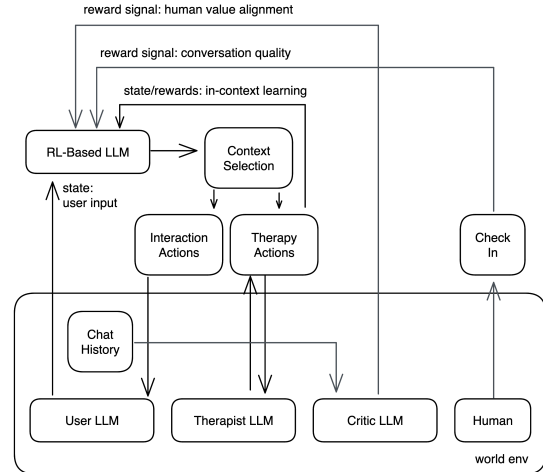 reward signal: human value alignment
reward signal: conversation quality
state/rewards: in-context learning
RL-Based LLM
Context
Selection
state:
user input
Interaction
Actions
Therapy
Actions
Check
In
Chat
History
User LLM
Therapist LLM
Critic LLM
Human
world env